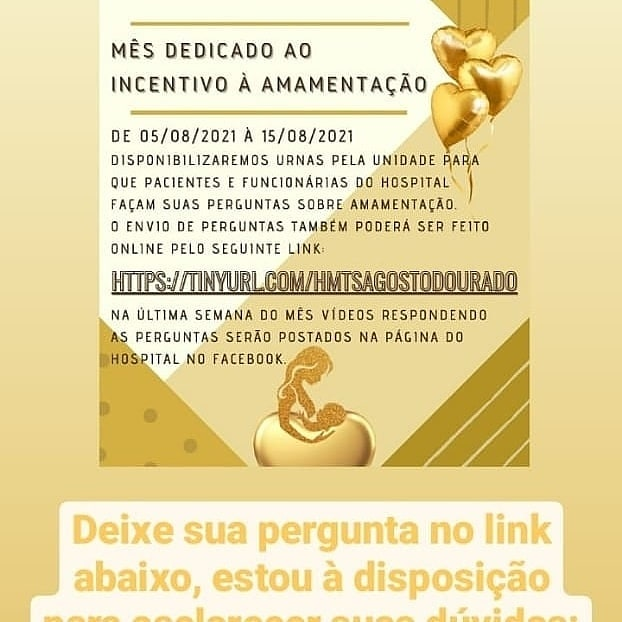 MÊS DEDICADO AO
INCENTIVO À AMAMENTAÇÃO
DE 05/08/2021 À 15/08/2021
DISPONIBILIZAREMOS URNAS PELA UNIDADE PARA
QUE PACIENTES E FUNCIONÁRIAS DO HOSPITAL
FAÇAM SUAS PERGUNTAS SOBRE AMAMENTAÇÃO.
O ENVIO DE PERGUNTAS TAMBÉM PODERÁ SER FEITO
ONLINE PELO SEGUINTE LINK:
HTTPS://TINYURL.COM/HMTSAGOSTODOURADO
NA ÚLTIMA SEMANA DO MÊS VÍDEOS RESPONDENDO
AS PERGUNTAS SERÃO POSTADOS NA PÁGINA DO
HOSPITAL NO FACEBOOK.
Deixe sua pergunta no link
abaixo, estou à disposição
para esclarecer suas dúvidas: